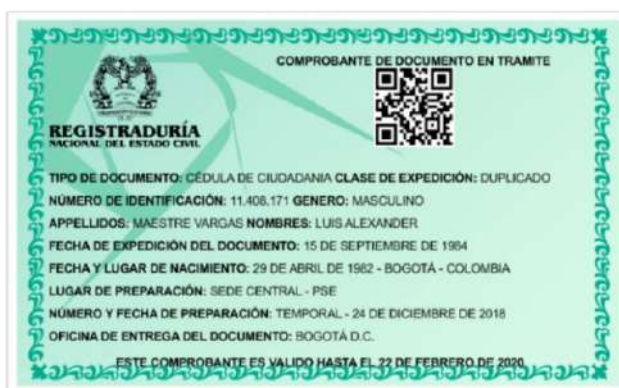 COMPROBANTE DE DOCUMENTO EN TRAMITE
REGISTRADURÍA
NACIONAL DEL ESTADO CIVIL
TIPO DE DOCUMENTO: CÉDULA DE CIUDADANIA CLASE DE EXPEDICIÓN: DUPLICADO
NÚMERO DE IDENTIFICACIÓN: 11.408.171 GENERO: MASCULINO
APPELLIDOS: MAESTRE VARGAS NOMBRES: LUIS ALEXANDER
FECHA DE EXPEDICIÓN DEL DOCUMENTO: 15 DE SEPTIEMBRE DE 1984
FECHA Y LUGAR DE NACIMIENTO: 29 DE ABRIL DE 1982 - BOGOTÁ - COLOMBIA
LUGAR DE PREPARACIÓN: SEDE CENTRAL - PSE
NÚMERO Y FECHA DE PREPARACIÓN: TEMPORAL - 24 DE DICIEMBRE DE 2018
OFICINA DE ENTREGA DEL DOCUMENTO: BOGOTÁ D.C.
ESTE COMPROBANTE ES VALIDO HASTA EL 22 DE FEBRERO DE 2020